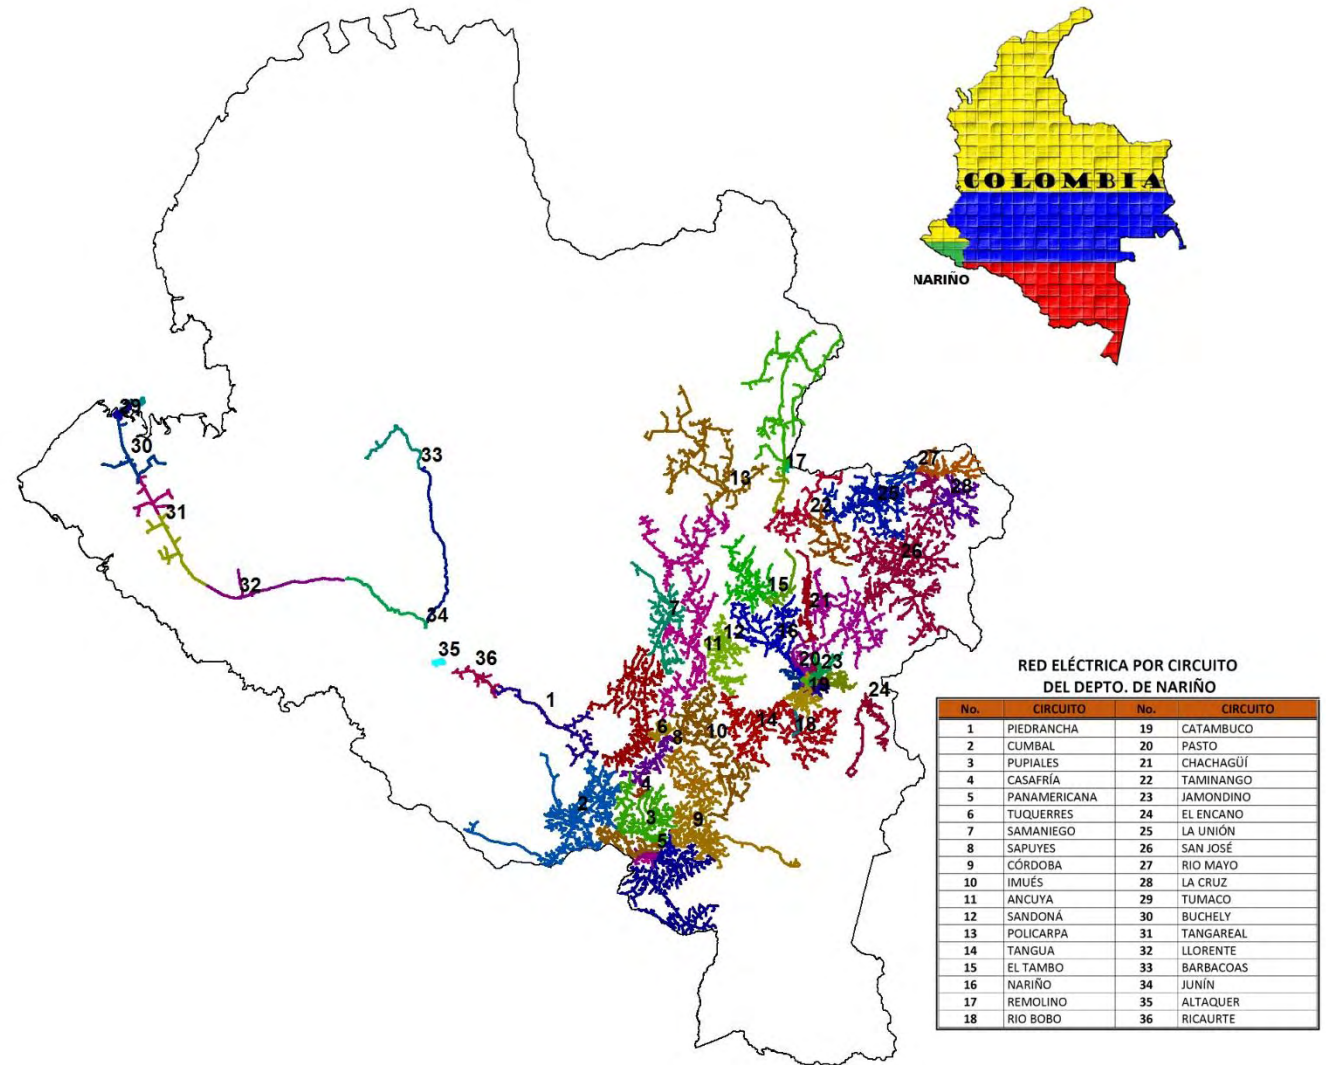 COLOMBIA
NARIÑO
17
27
28
25
22
13
26
33
29
30
31
32
34
35
36
1
7
15
21
12
16
11
20
23
19
24
6
8
10
14
18
4
2
3
9
5
RED ELÉCTRICA POR CIRCUITO
DEL DEPTO. DE NARIÑO
No. CIRCUITO No. CIRCUITO
1 PIEDRANCHA 19 CATAMBUCO
2 CUMBAL 20 PASTO
3 PUPIALES 21 CHACHAGÜÍ
4 CASAFRÍA 22 TAMINANGO
5 PANAMERICANA 23 JAMONDINO
6 TUQUERRES 24 EL ENCANO
7 SAMANIEGO 25 LA UNIÓN
8 SAPUYES 26 SAN JOSÉ
9 CÓRDOBA 27 RIO MAYO
10 IMUÉS 28 LA CRUZ
11 ANCUYA 29 TUMACO
12 SANDONÁ 30 BUCHELY
13 POLICARPA 31 TANGAREAL
14 TANGUA 32 LLORENTE
15 EL TAMBO 33 BARBACOAS
16 NARIÑO 34 JUNÍN
17 REMOLINO 35 ALTAQUER
18 RIO BOBO 36 RICAURTE